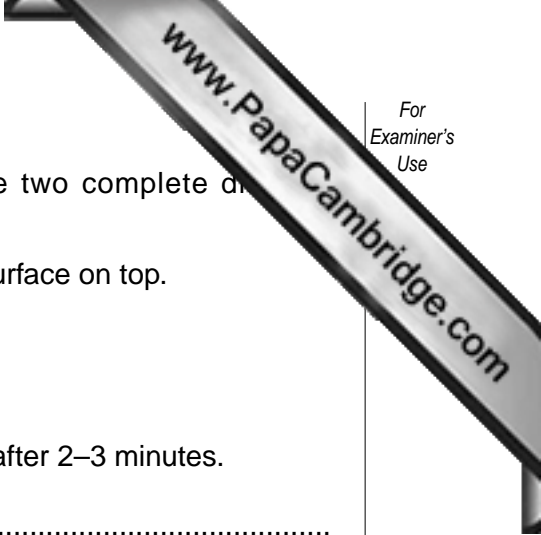 www.PapaCambridge.com
For
Examiner's
Use
e two complete
urface on top.
after 2–3 minutes.
........................................